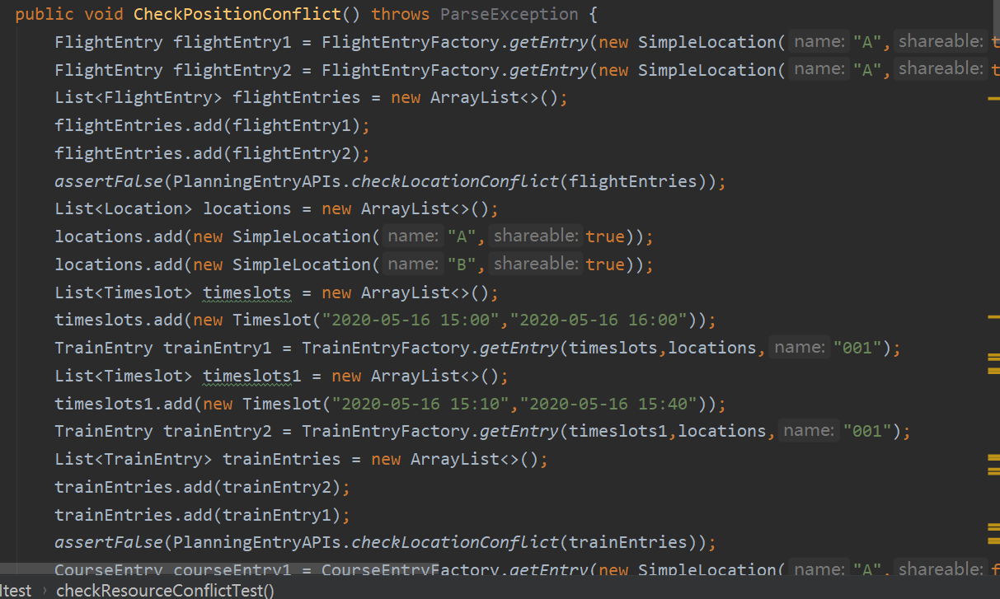 public void CheckPositionConflict() throws ParseException {
FlightEntry flightEntry1 = FlightEntryFactory.getEntry(new SimpleLocation( name: "A", shareable: t
FlightEntry flightEntry2 = FlightEntryFactory.getEntry(new SimpleLocation( name: "A", shareable: t
List<FlightEntry> flightEntries = new ArrayList<>();
flightEntries.add(flightEntry1);
flightEntries.add(flightEntry2);
assertFalse(PlanningEntryAPIs.checkLocationConflict(flightEntries));
List<Location> locations = new ArrayList<>();
locations.add(new SimpleLocation( name: "A", shareable: true));
locations.add(new SimpleLocation( name: "B", shareable: true));
List<Timeslot> timeslots = new ArrayList<>();
timeslots.add(new Timeslot("2020-05-16 15:00","2020-05-16 16:00"));
TrainEntry trainEntry1 = TrainEntryFactory.getEntry(timeslots,locations, name: "001");
List<Timeslot> timeslots1 = new ArrayList<>();
timeslots1.add(new Timeslot("2020-05-16 15:10","2020-05-16 15:40"));
TrainEntry trainEntry2 = TrainEntryFactory.getEntry(timeslots1,locations, name: "001");
List<TrainEntry> trainEntries = new ArrayList<>();
trainEntries.add(trainEntry2);
trainEntries.add(trainEntry1);
assertFalse(PlanningEntryAPIs.checkLocationConflict(trainEntries));
CourseEntry courseEntry1 = CourseEntryFactory.getEntry(new SimpleLocation( name: "A", shareable: f
ltest › checkResourceConflictTest()